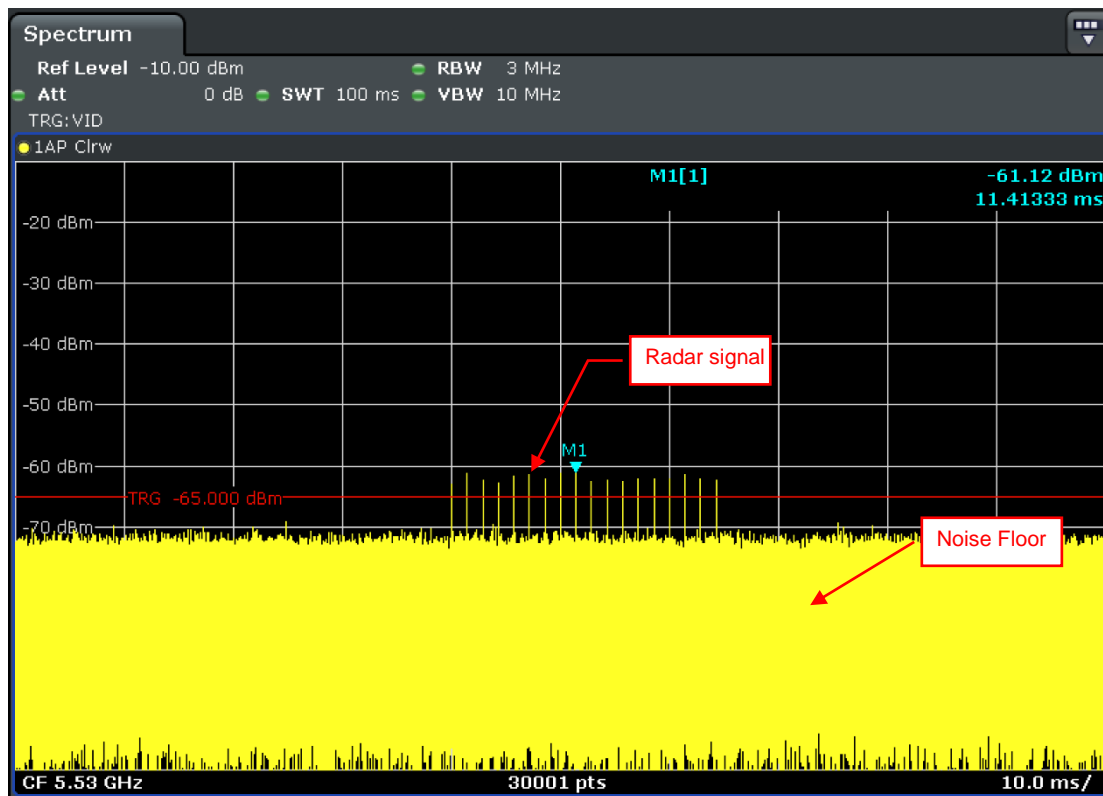 Spectrum
Ref Level -10.00 dBm RBW 3 MHz
Att 0 dB SWT 100 ms VBW 10 MHz
TRG:VID
1AP Clrw
M1[1] -61.12 dBm
11.41333 ms
-20 dBm
-30 dBm
-40 dBm
Radar signal
-50 dBm
M1
-60 dBm
TRG -65.000 dBm
-70 dBm
Noise Floor
CF 5.53 GHz 30001 pts 10.0 ms/